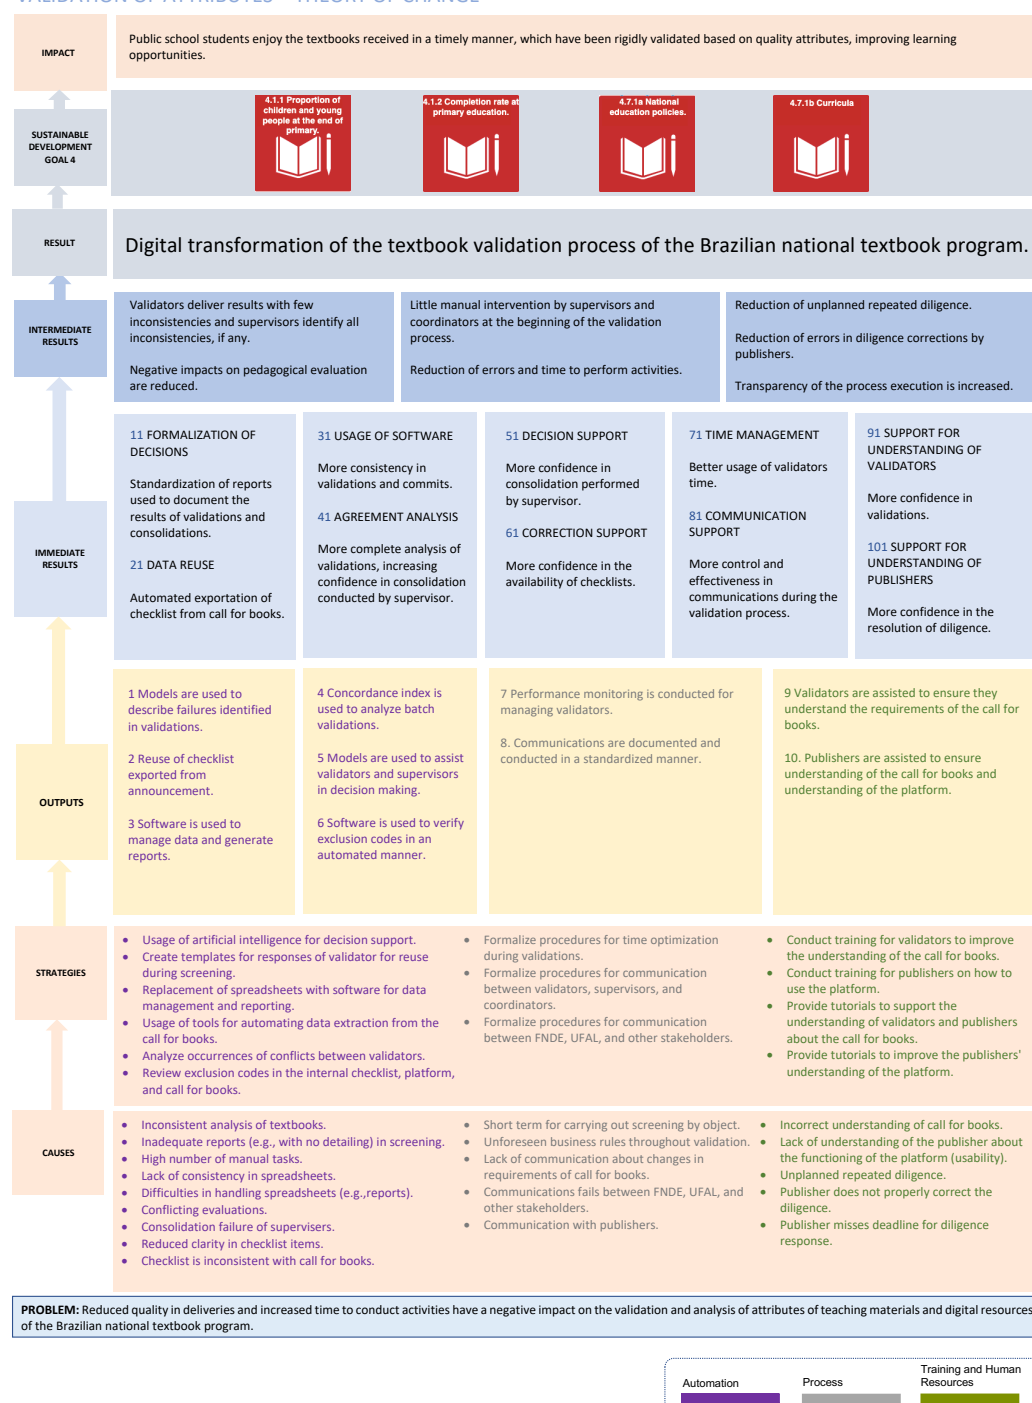 VALIDATION OF ATTRIBUTES – THEORY OF CHANGE
IMPACT
Public school students enjoy the textbooks received in a timely manner, which have been rigidly validated based on quality attributes, improving learning
opportunities.
SUSTAINABLE
DEVELOPMENT
GOAL 4
4.1.1 Proportion of
children and young
people at the end of
primary.
4.1.2 Completion rate at
primary education.
4.7.1a National
education policies.
4.7.1b Curricula
RESULT
Digital transformation of the textbook validation process of the Brazilian national textbook program.
INTERMEDIATE
RESULTS
Validators deliver results with few
inconsistencies and supervisors identify all
inconsistencies, if any.
Negative impacts on pedagogical evaluation
are reduced.
Little manual intervention by supervisors and
coordinators at the beginning of the validation
process.
Reduction of errors and time to perform activities.
Reduction of unplanned repeated diligence.
Reduction of errors in diligence corrections by
publishers.
Transparency of the process execution is increased.
IMMEDIATE
RESULTS
11 FORMALIZATION OF
DECISIONS
Standardization of reports
used to document the
results of validations and
consolidations.
21 DATA REUSE
Automated exportation of
checklist from call for books.
31 USAGE OF SOFTWARE
More consistency in
validations and commits.
41 AGREEMENT ANALYSIS
More complete analysis of
validations, increasing
confidence in consolidation
conducted by supervisor.
51 DECISION SUPPORT
More confidence in
consolidation performed
by supervisor.
61 CORRECTION SUPPORT
More confidence in the
availability of checklists.
71 TIME MANAGEMENT
Better usage of validators
time.
81 COMMUNICATION
SUPPORT
More control and
effectiveness in
communications during the
validation process.
91 SUPPORT FOR
UNDERSTANDING OF
VALIDATORS
More confidence in
validations.
101 SUPPORT FOR
UNDERSTANDING OF
PUBLISHERS
More confidence in the
resolution of diligence.
OUTPUTS
1 Models are used to
describe failures identified
in validations.
2 Reuse of checklist
exported from
announcement.
3 Software is used to
manage data and generate
reports.
4 Concordance index is
used to analyze batch
validations.
5 Models are used to assist
validators and supervisors
in decision making.
6 Software is used to verify
exclusion codes in an
automated manner.
7 Performance monitoring is conducted for
managing validators.
8. Communications are documented and
conducted in a standardized manner.
9 Validators are assisted to ensure they
understand the requirements of the call for
books.
10. Publishers are assisted to ensure
understanding of the call for books and
understanding of the platform.
STRATEGIES
• Usage of artificial intelligence for decision support.
• Create templates for responses of validator for reuse
during screening.
• Replacement of spreadsheets with software for data
management and reporting.
• Usage of tools for automating data extraction from the
call for books.
• Analyze occurrences of conflicts between validators.
• Review exclusion codes in the internal checklist, platform,
and call for books.
• Formalize procedures for time optimization
during validations.
• Formalize procedures for communication
between validators, supervisors, and
coordinators.
• Formalize procedures for communication
between FNDE, UFAL, and other stakeholders.
• Conduct training for validators to improve
the understanding of the call for books.
• Conduct training for publishers on how to
use the platform.
• Provide tutorials to support the
understanding of validators and publishers
about the call for books.
• Provide tutorials to improve the publishers'
understanding of the platform.
CAUSES
• Inconsistent analysis of textbooks.
• Inadequate reports (e.g., with no detailing) in screening.
• High number of manual tasks.
• Lack of consistency in spreadsheets.
• Difficulties in handling spreadsheets (e.g.,reports).
• Conflicting evaluations.
• Consolidation failure of supervisers.
• Reduced clarity in checklist items.
• Checklist is inconsistent with call for books.
• Short term for carrying out screening by object.
• Unforeseen business rules throughout validation.
• Lack of communication about changes in
requirements of call for books.
• Communications fails between FNDE, UFAL, and
other stakeholders.
• Communication with publishers.
• Incorrect understanding of call for books.
• Lack of understanding of the publisher about
the functioning of the platform (usability).
• Unplanned repeated diligence.
• Publisher does not properly correct the
diligence.
• Publisher misses deadline for diligence
response.
PROBLEM: Reduced quality in deliveries and increased time to conduct activities have a negative impact on the validation and analysis of attributes of teaching materials and digital resources
of the Brazilian national textbook program.
Automation
Process
Training and Human
Resources